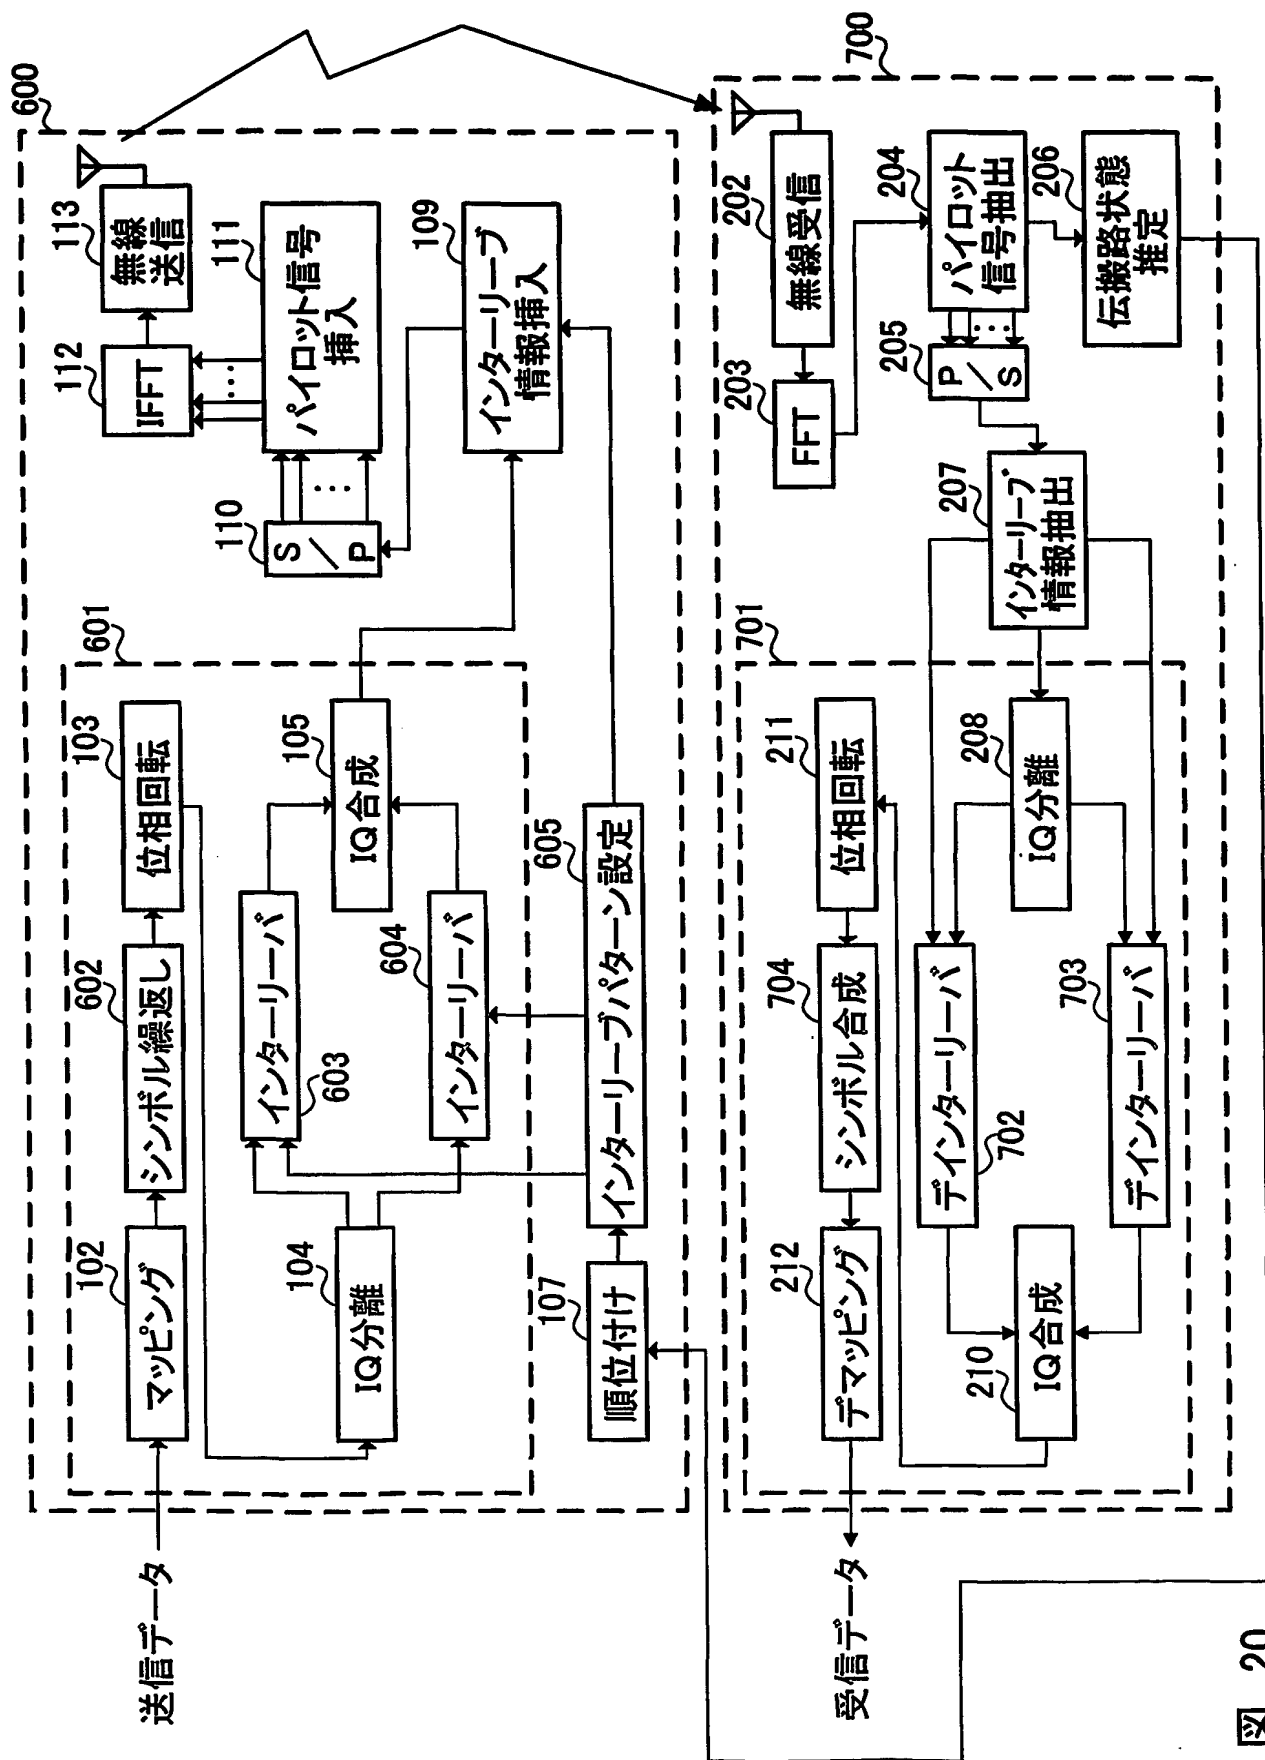 600
送信データ
601
102
マッピング
602
シンボル繰返し
103
位相回転
104
IQ分離
603
インターリーバ
604
インターリーバ
105
IQ合成
107
順位付け
605
インターリーブパターン設定
109
インターリーブ
情報挿入
110
S/P
111
パイロット信号
挿入
112
IFFT
113
無線
送信
700
202
無線受信
203
FFT
204
パイロット
信号抽出
205
P/S
206
伝搬路状態
推定
207
インターリーブ
情報抽出
701
208
IQ分離
702
デインターリーバ
703
デインターリーバ
210
IQ合成
211
位相回転
704
シンボル合成
212
デマッピング
受信データ
図 20